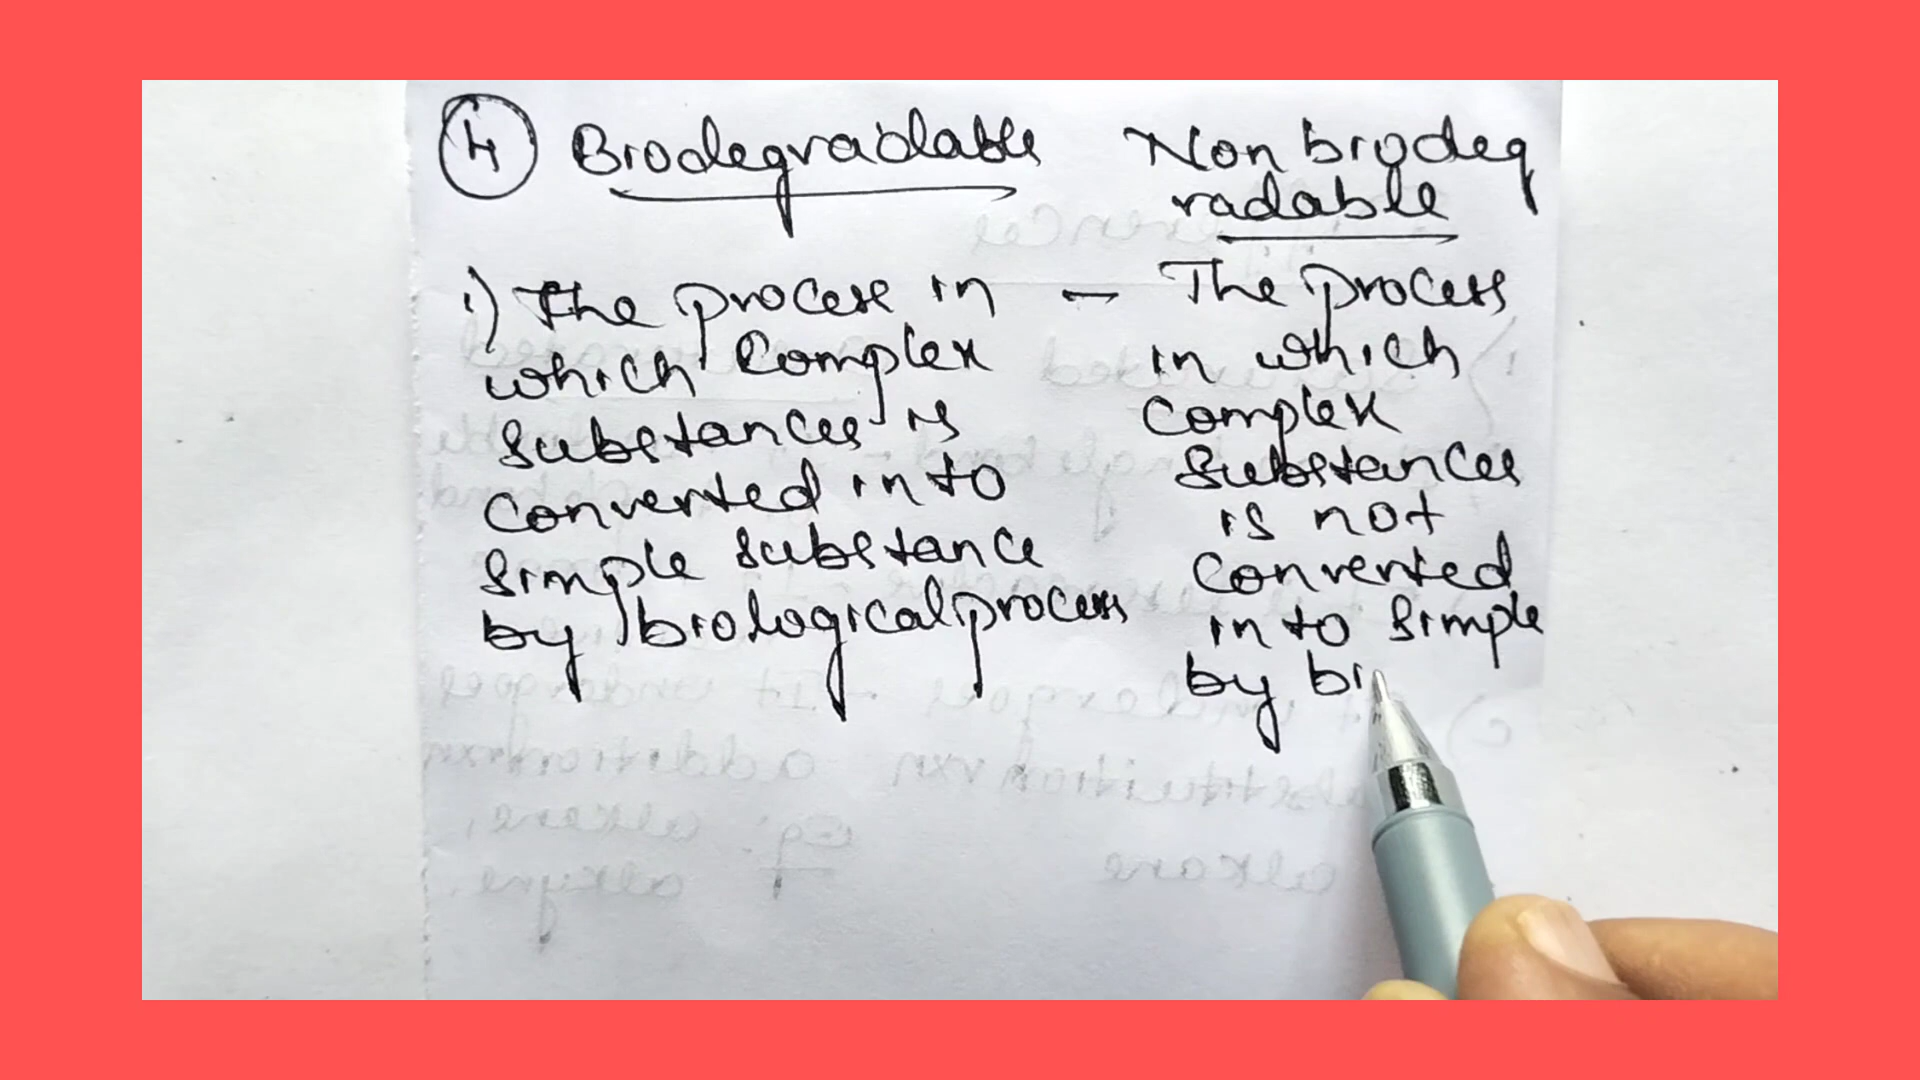 4 Biodegradable
i) The process in
which Complex
Substances is
Converted into
Simple Substance
by biological process
Non biodeg
radable
– The process
in which
Complex
Substances
is not
Converted
into Simple
by bi